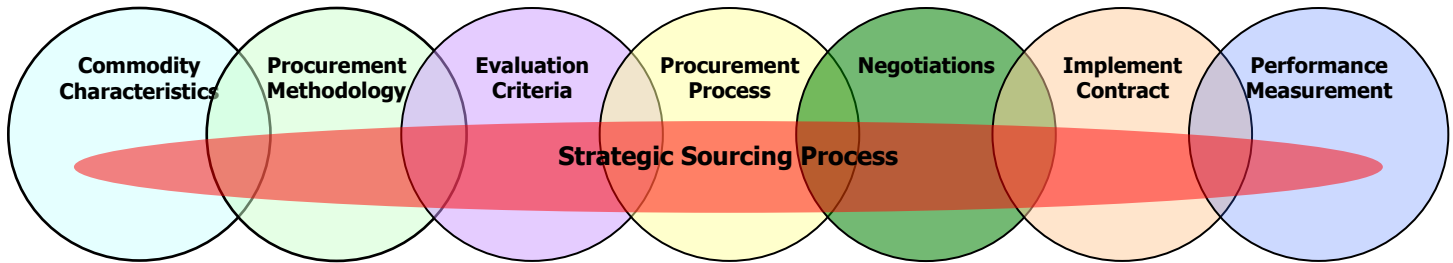 Commodity
Characteristics
Procurement
Methodology
Evaluation
Criteria
Procurement
Process
Negotiations
Implement
Contract
Performance
Measurement
Strategic Sourcing Process